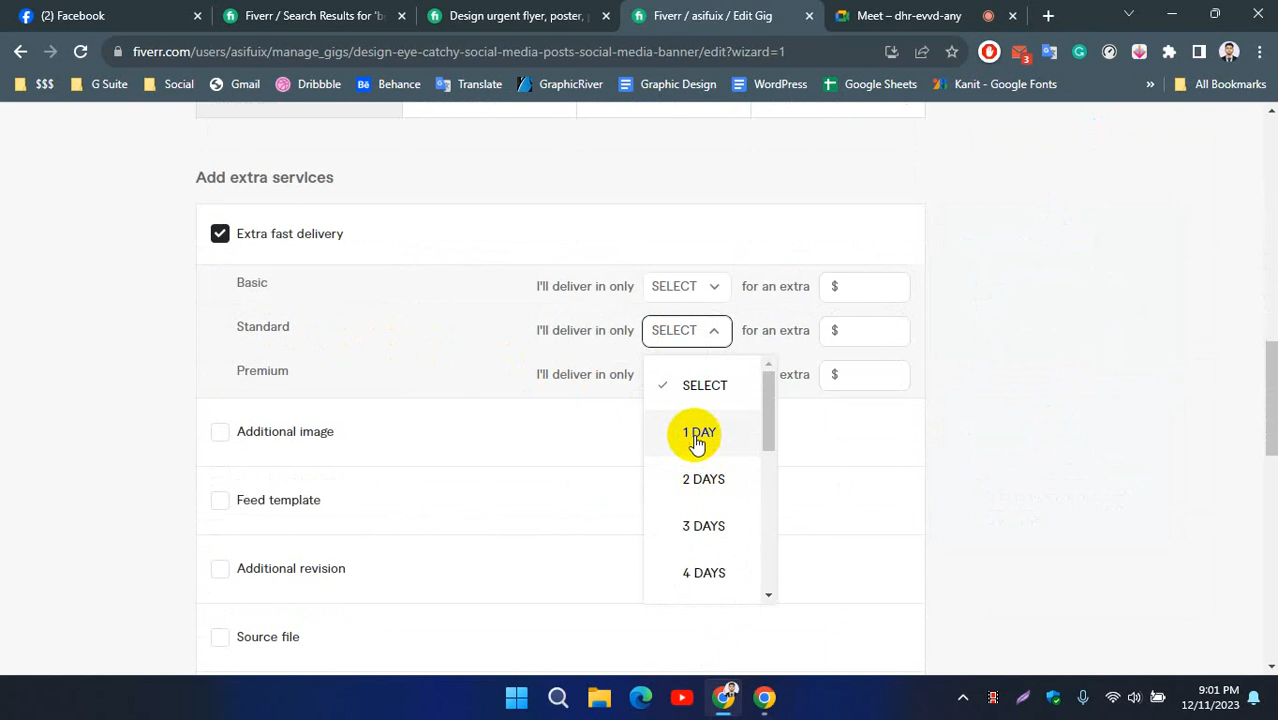 (2) Facebook
Fiverr / Search Results for 'b
Design urgent flyer, poster, p
Fiverr / asifuix / Edit Gig
Meet – dhr-evvd-any
fiverr.com/users/asifuix/manage_gigs/design-eye-catchy-social-media-posts-social-media-banner/edit?wizard=1
3
$$$
G Suite
Social
Gmail
Dribbble
Behance
Translate
GraphicRiver
Graphic Design
WordPress
Google Sheets
Kanit - Google Fonts
All Bookmarks
Add extra services
Extra fast delivery
Basic
I'll deliver in only
SELECT
for an extra
$
Standard
I'll deliver in only
SELECT
for an extra
$
Premium
I'll deliver in only
extra
$
SELECT
1 DAY
2 DAYS
3 DAYS
4 DAYS
Additional image
Feed template
Additional revision
Source file
9:01 PM
12/11/2023